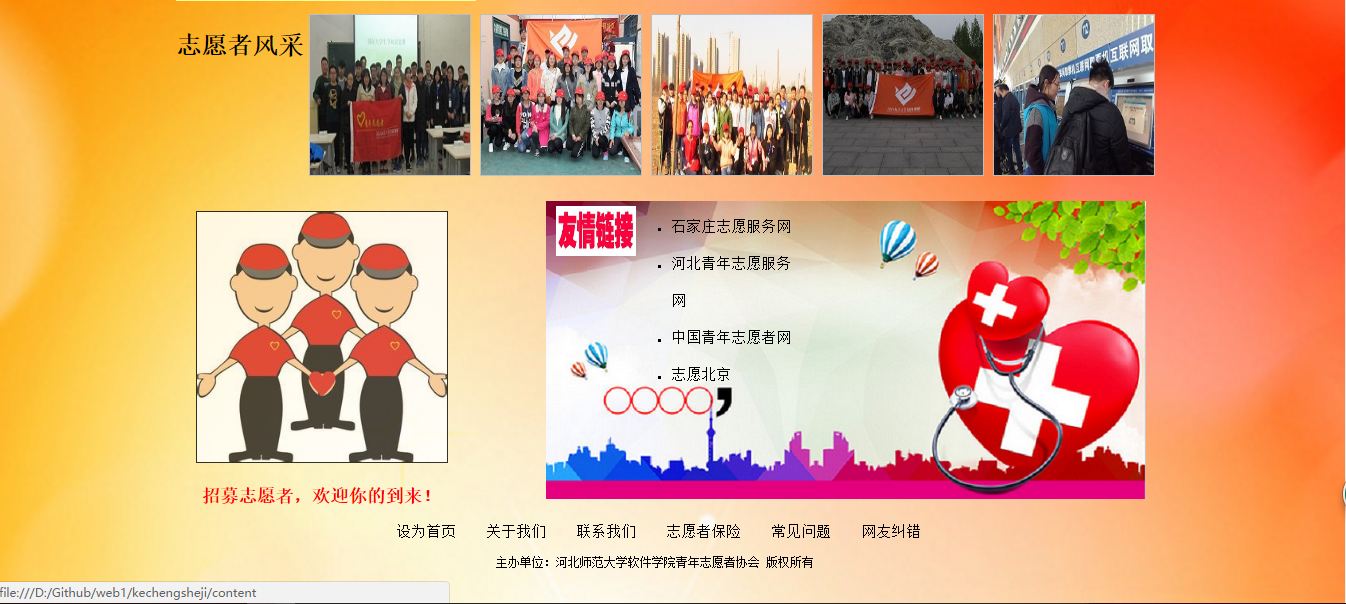 志愿者风采
互联网取
友情链接
石家庄志愿服务网
河北青年志愿服务
网
中国青年志愿者网
志愿北京
招募志愿者，欢迎你的到来！
设为首页 关于我们 联系我们 志愿者保险 常见问题 网友纠错
主办单位：河北师范大学软件学院青年志愿者协会 版权所有
file:///D:/Github/web1/kechengsheji/content